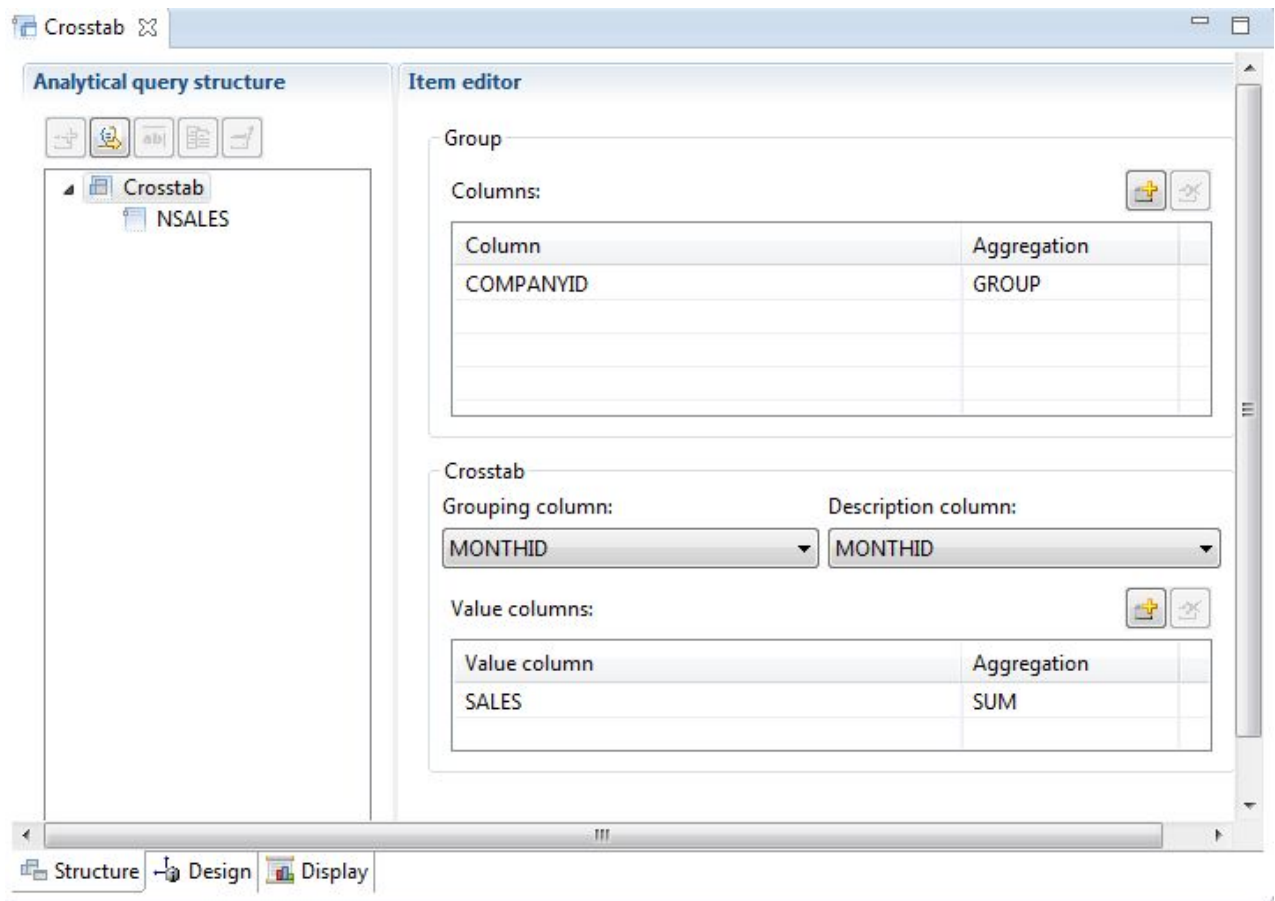 Crosstab
Analytical query structure
Item editor
ab|
Crosstab
NSALES
Group
Columns:
Column Aggregation
COMPANYID GROUP
Crosstab
Grouping column: Description column:
MONTHID MONTHID
Value columns:
Value column Aggregation
SALES SUM
Structure Design Display